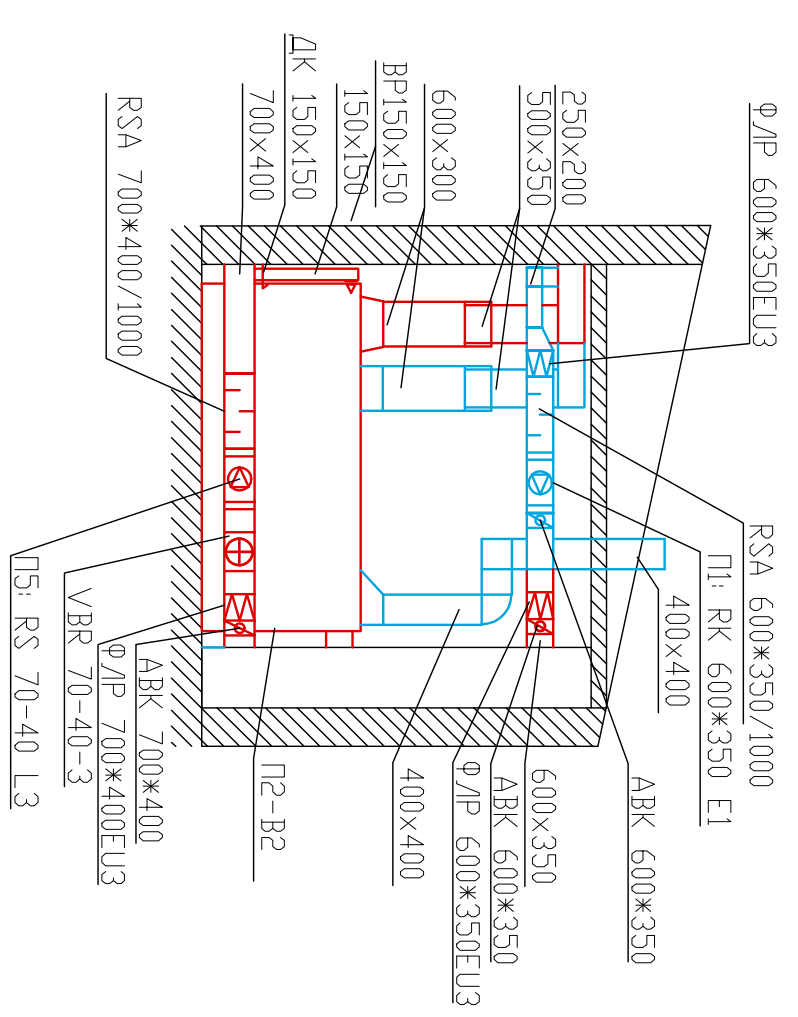 ФЛР 600*350EU3
250x200
500x350
600x300
ВР150x150
150x150
ДК 150x150
700x400
RSA 700*400/1000
RSA 600*350/1000
П1: RK 600*350 E1
400x400
АВК 600*350
600x350
АВК 600*350
ФЛР 600*350EU3
400x400
П2-В2
АВК 700*400
ФЛР 700*400EU3
VBR 70-40-3
П5: RS 70-40 L3